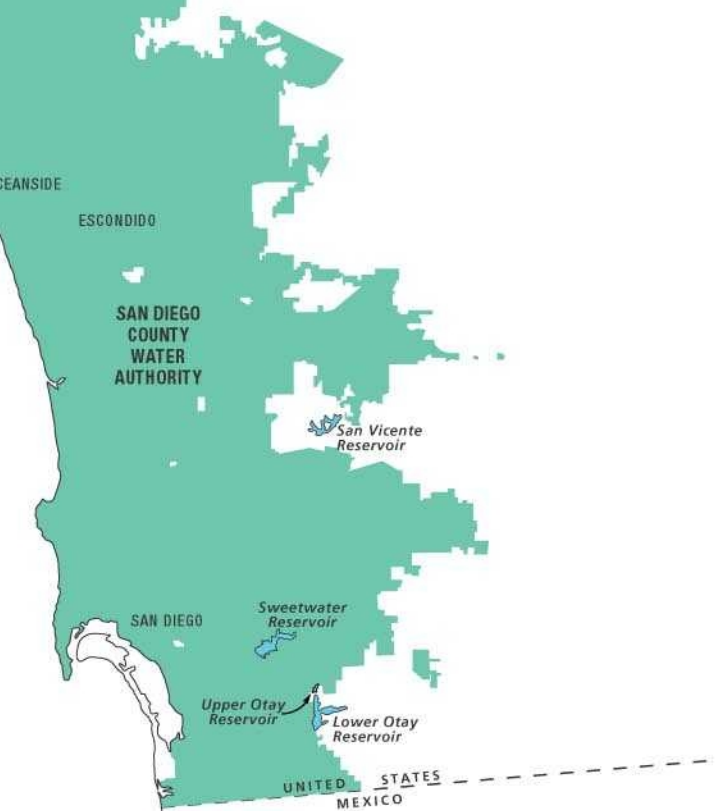 CEANSIDE
ESCONDIDO
SAN DIEGO
COUNTY
WATER
AUTHORITY
San Vicente
Reservoir
Sweetwater
Reservoir
SAN DIEGO
Upper Otay
Reservoir
Lower Otay
Reservoir
UNITED STATES
MEXICO